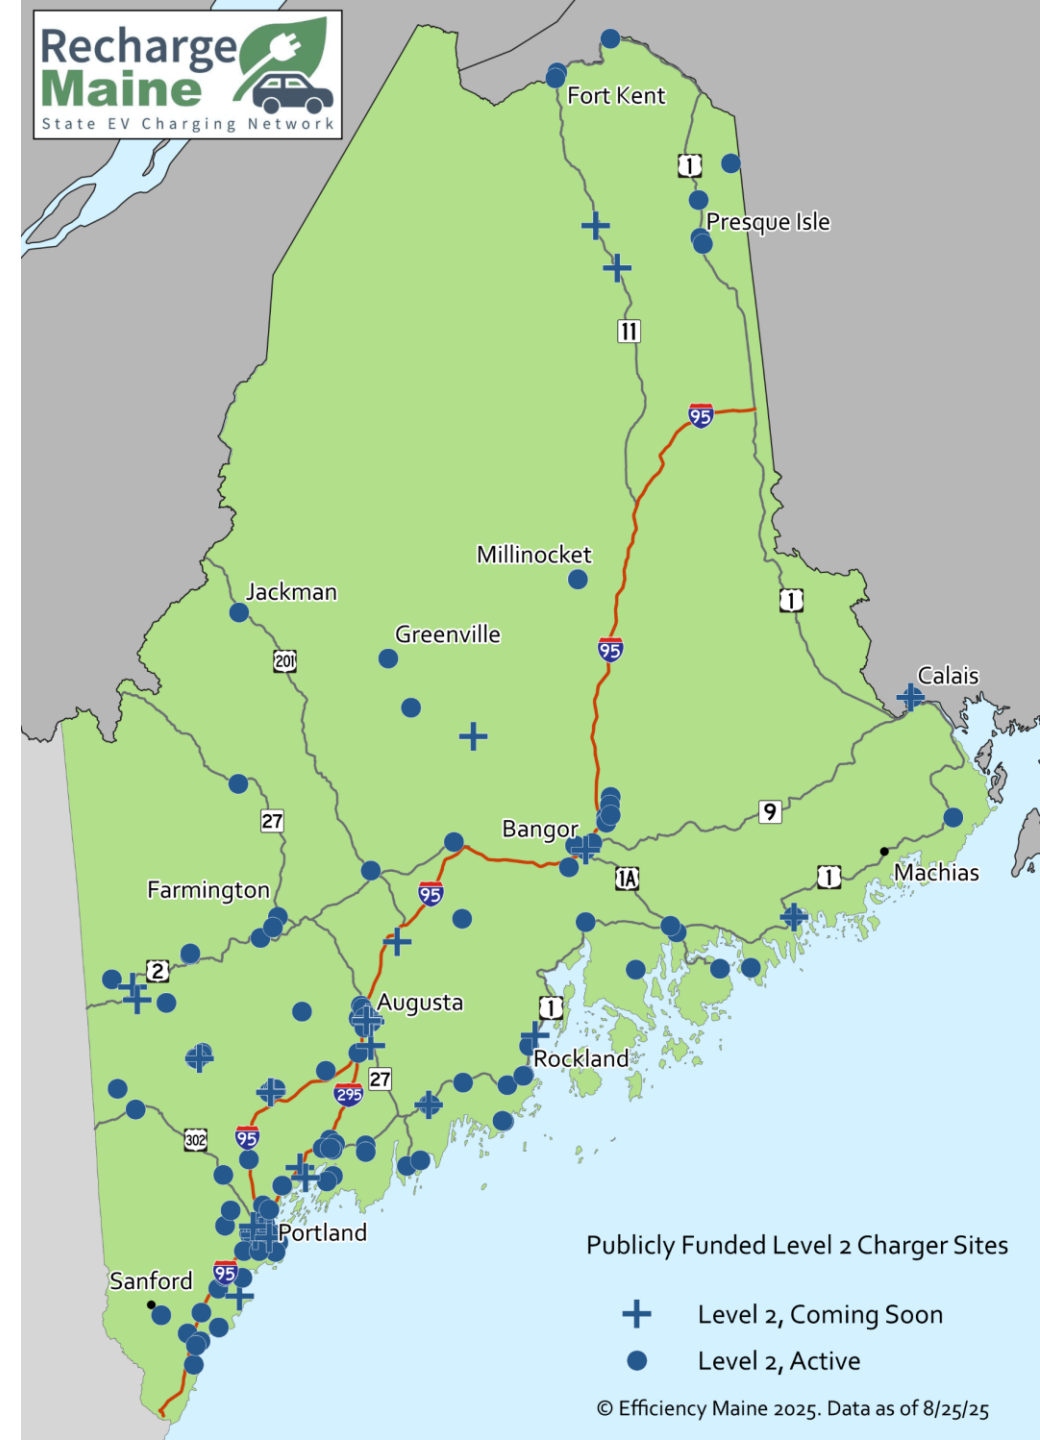 Recharge
Maine
State EV Charging Network
Fort Kent
1
Presque Isle
11
95
Millinocket
Jackman
1
Greenville
201
95
Calais
27
Bangor
9
1A
1
Machias
Farmington
95
2
Augusta
1
Rockland
27
295
302
95
Portland
Publicly Funded Level 2 Charger Sites
95
Sanford
Level 2, Coming Soon
Level 2, Active
© Efficiency Maine 2025. Data as of 8/25/25